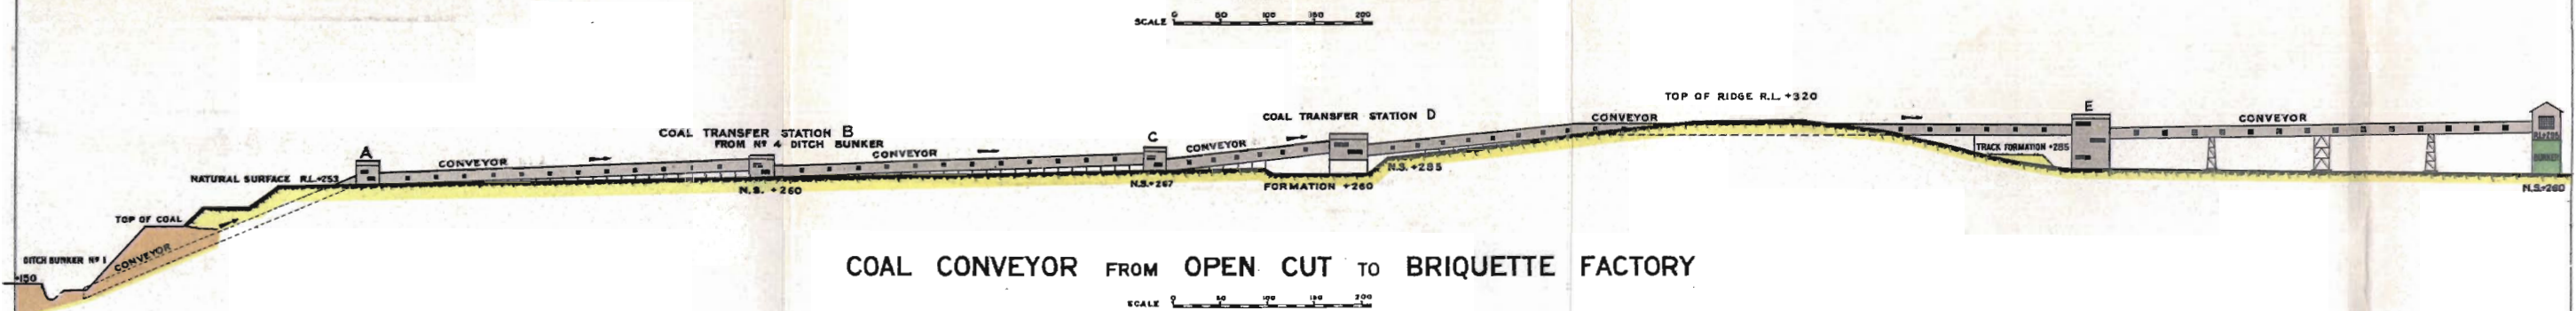 SCALE 0 50 100 150 200
TOP OF RIDGE R.L. +320
COAL TRANSFER STATION D
CONVEYOR
E
CONVEYOR
COAL TRANSFER STATION B
FROM Nº 4 DITCH BUNKER
A
CONVEYOR
CONVEYOR
C
CONVEYOR
TRACK FORMATION +285
NATURAL SURFACE R.L.+253
N.S. +260
N.S.+267
FORMATION +260
N.S.+285
N.S.+260
TOP OF COAL
DITCH BUNKER Nº 1
CONVEYOR
+150
COAL CONVEYOR FROM OPEN CUT TO BRIQUETTE FACTORY
SCALE 0 50 100 150 200